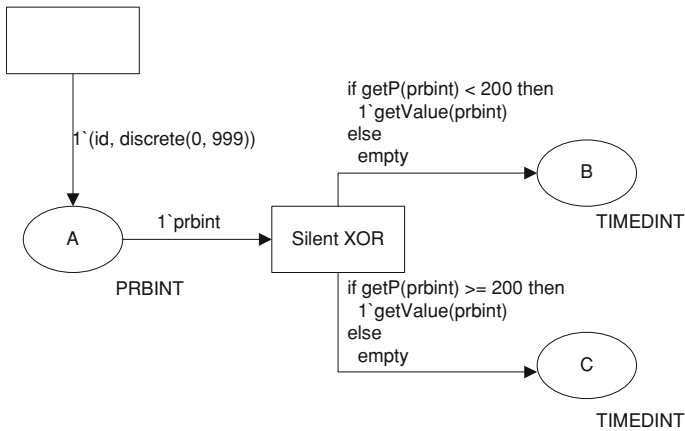 if getP(prbint) < 200 then
1`getValue(prbint)
else
empty
1`(id, discrete(0, 999))
B
1`prbint
TIMEDINT
A
Silent XOR
PRBINT
if getP(prbint) >= 200 then
1`getValue(prbint)
else
empty
C
TIMEDINT